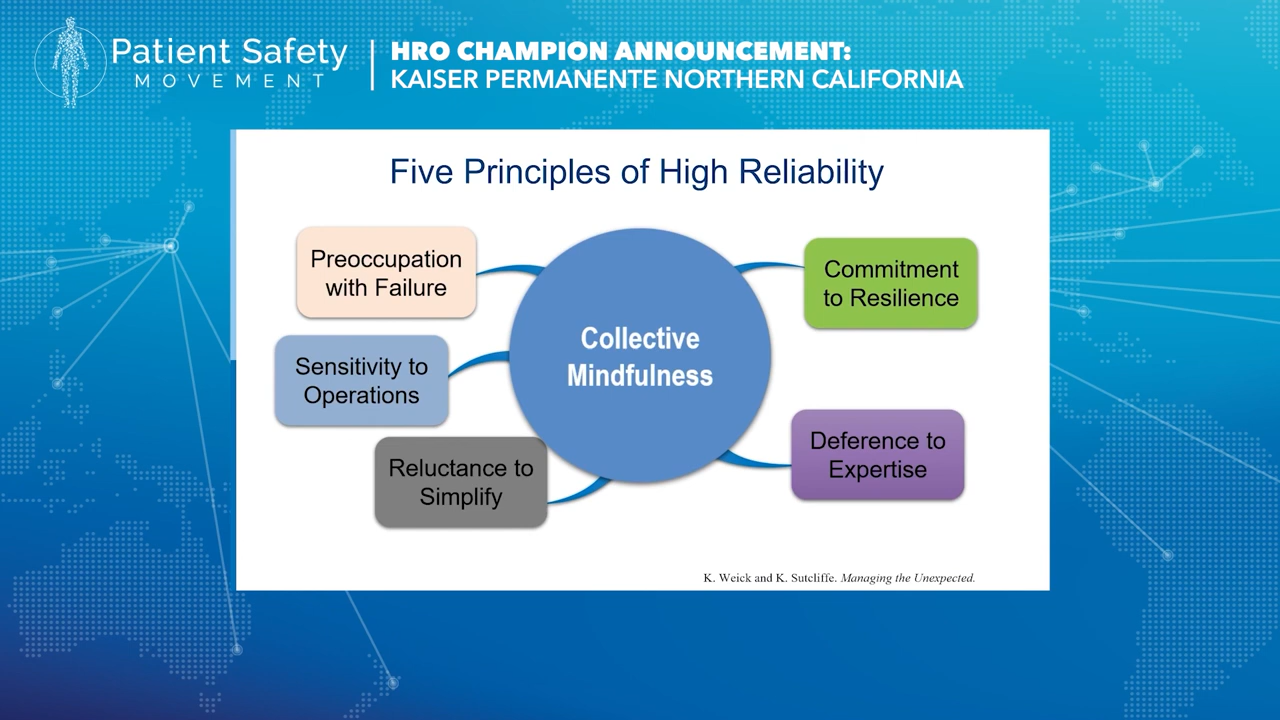 Patient Safety
MOVEMENT
HRO CHAMPION ANNOUNCEMENT:
KAISER PERMANENTE NORTHERN CALIFORNIA
Five Principles of High Reliability
Preoccupation
with Failure
Sensitivity to
Operations
Reluctance to
Simplify
Collective
Mindfulness
Commitment
to Resilience
Deference to
Expertise
K. Weick and K. Sutcliffe. Managing the Unexpected.